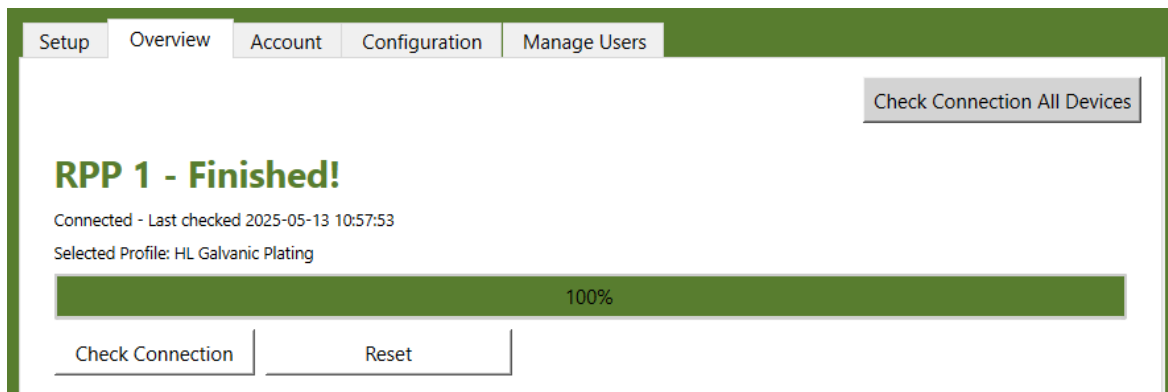 Setup Overview Account Configuration Manage Users
Check Connection All Devices
RPP 1 - Finished!
Connected - Last checked 2025-05-13 10:57:53
Selected Profile: HL Galvanic Plating
100%
Check Connection Reset